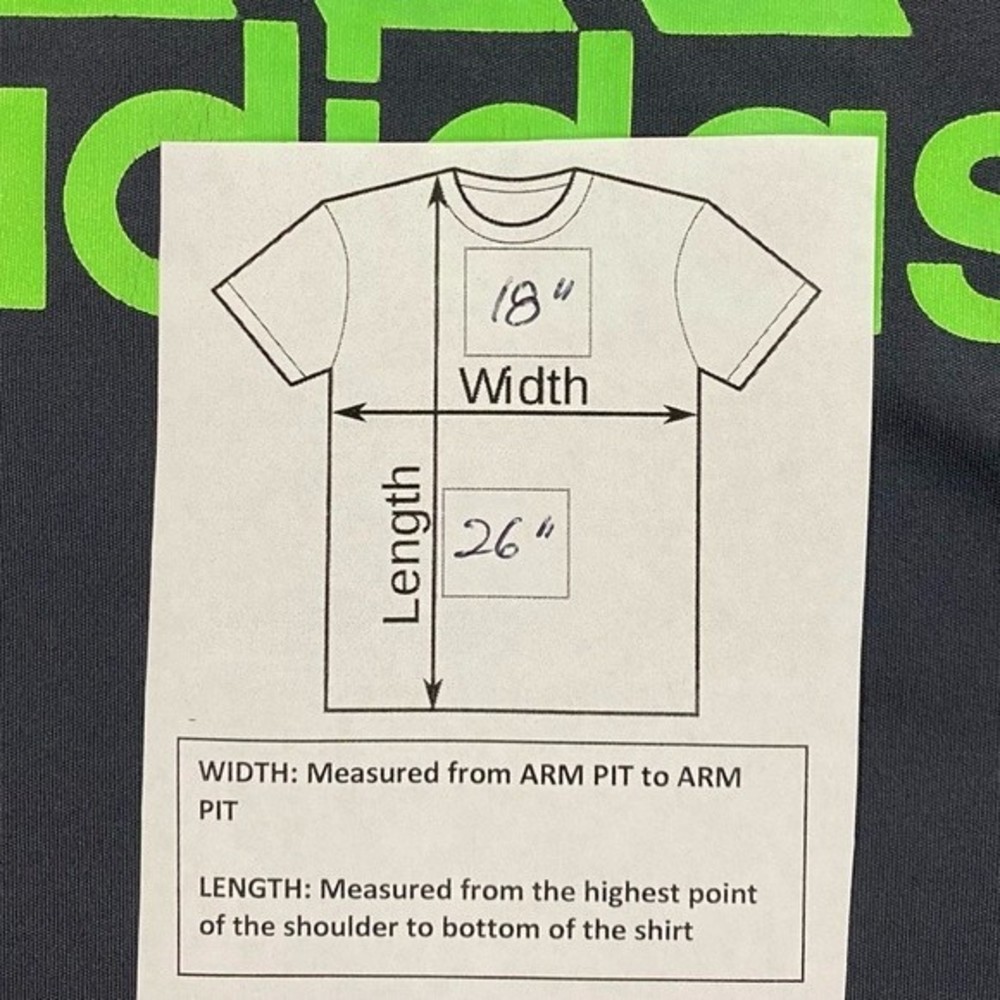 adidas
18"
Width
Length
26"
WIDTH: Measured from ARM PIT to ARM
PIT
LENGTH: Measured from the highest point
of the shoulder to bottom of the shirt